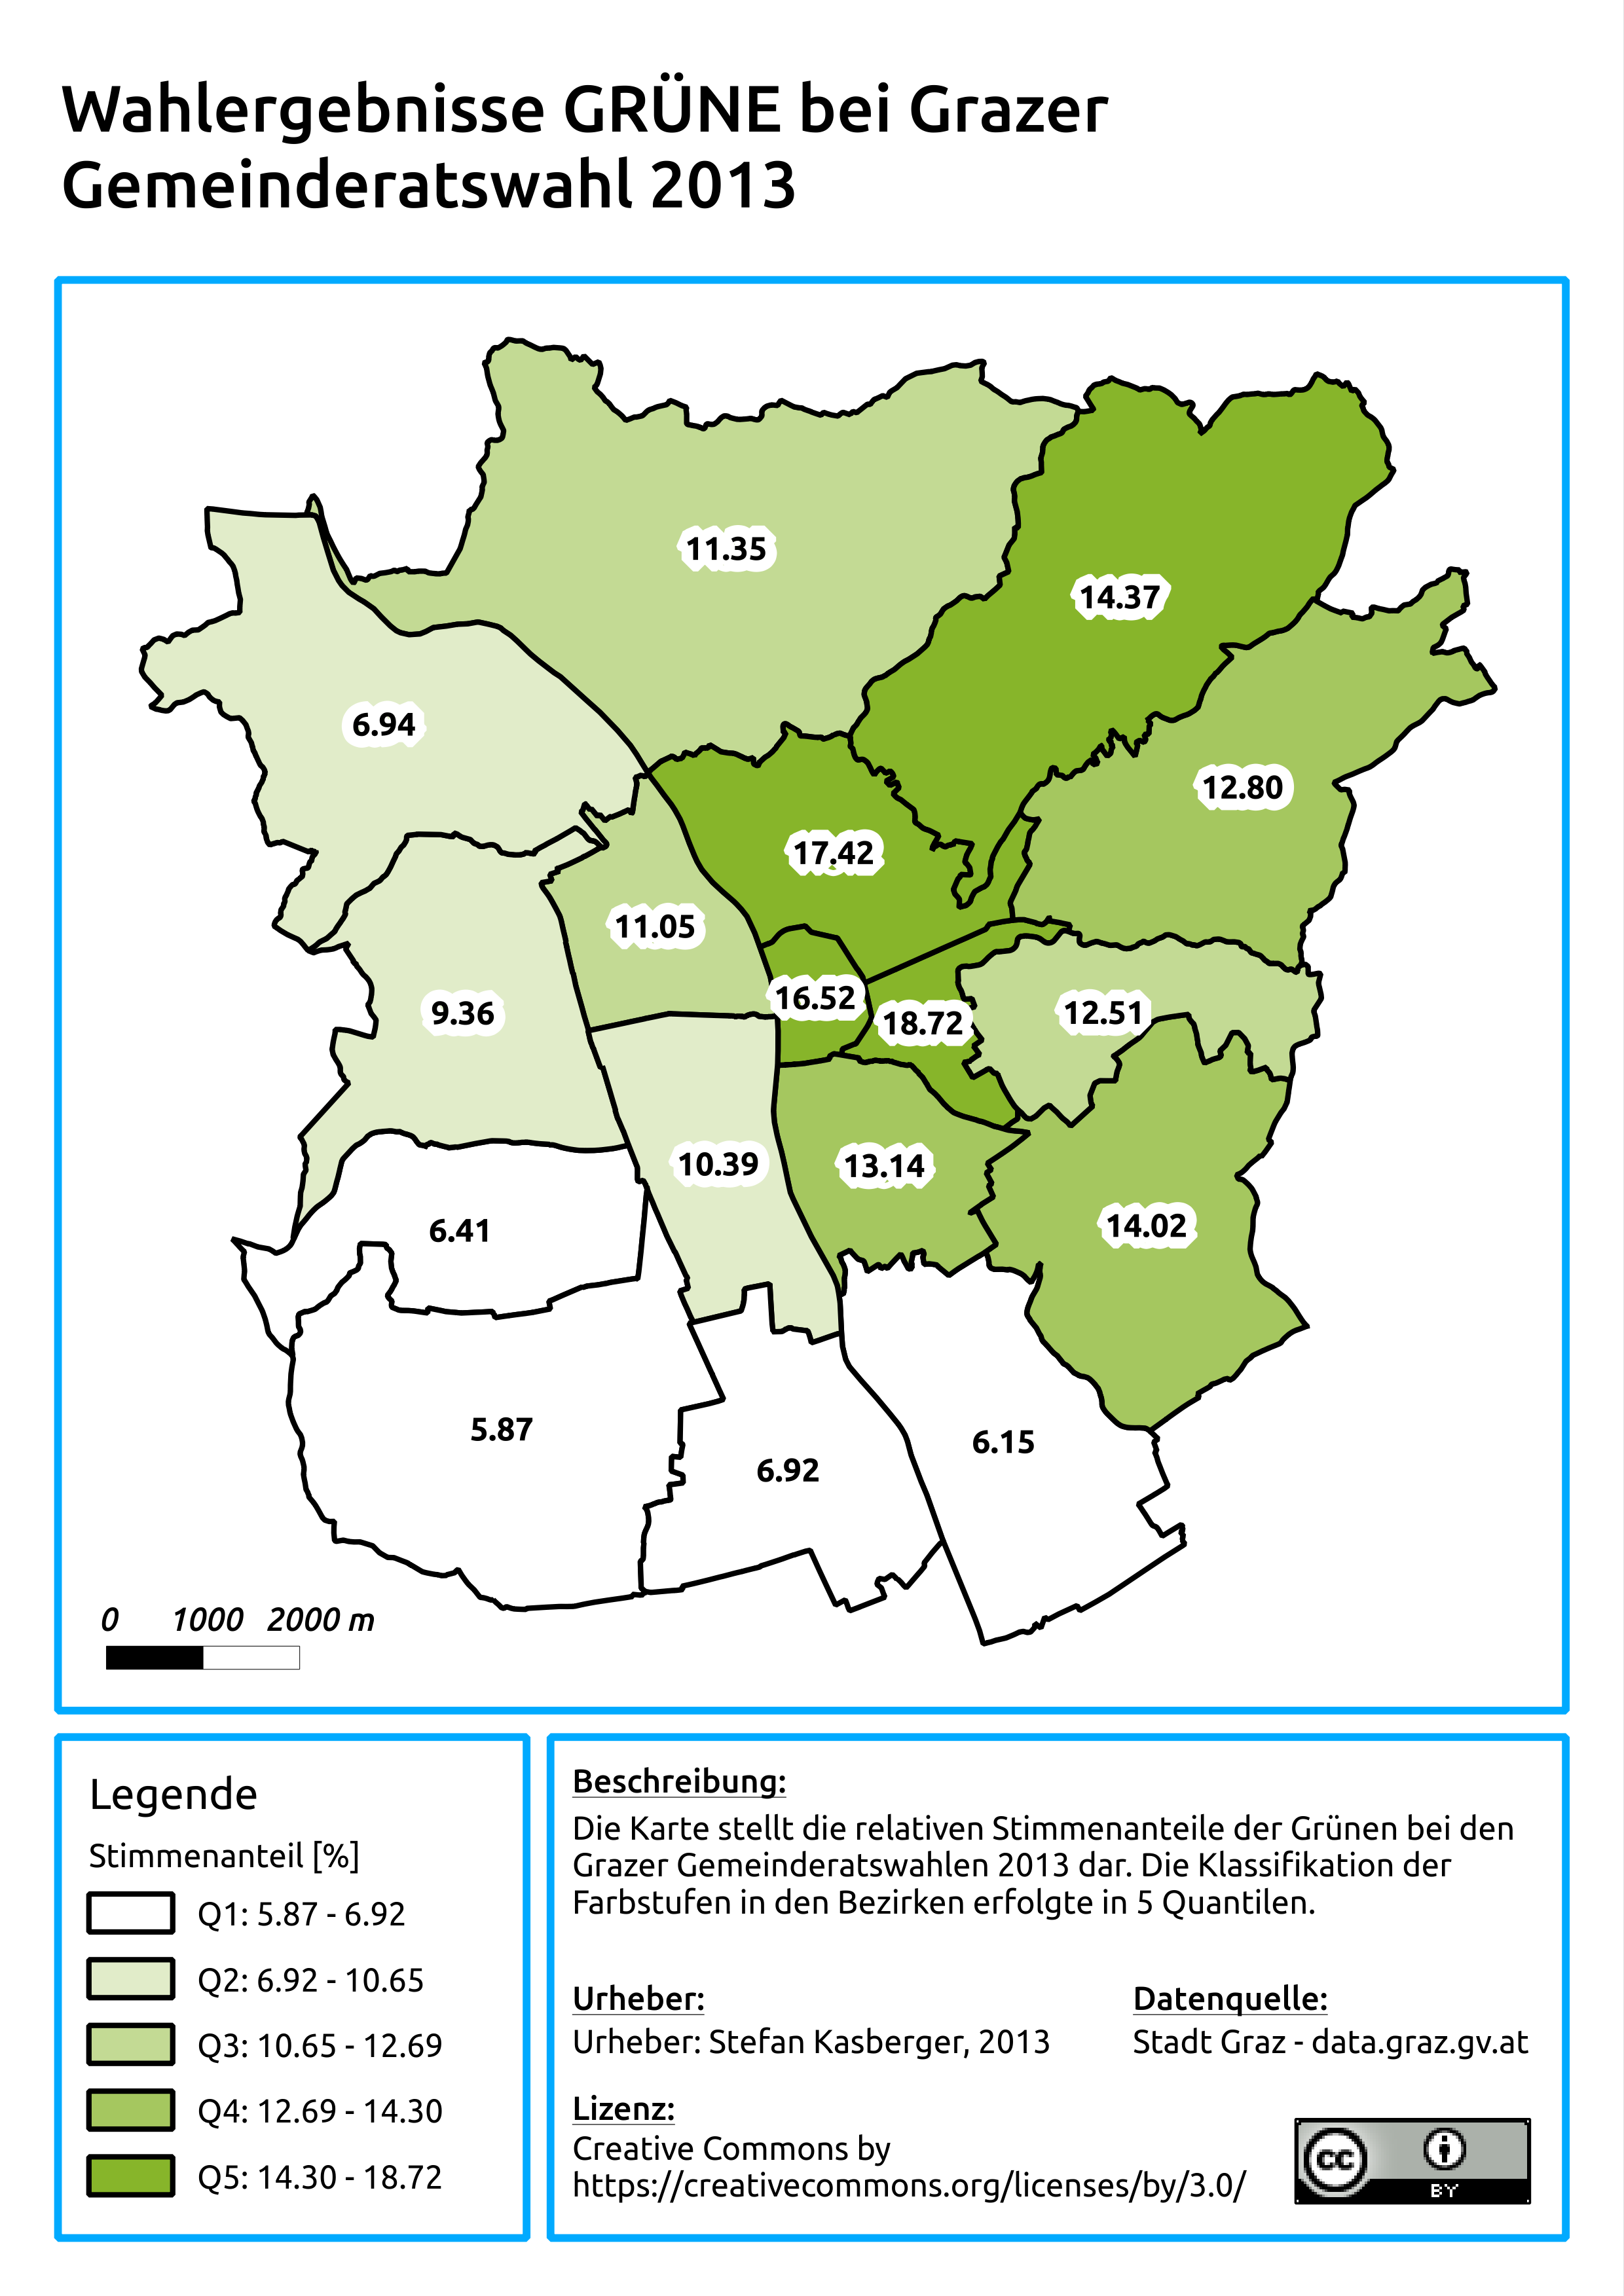 Wahlergebnisse GRÜNE bei Grazer
Gemeinderatswahl 2013
11.35
14.37
6.94
12.80
17.42
11.05
16.52
9.36
12.51
18.72
10.39
13.14
14.02
6.41
5.87
6.15
6.92
0 1000 2000 m
Legende
Stimmenanteil [%]
Q1: 5.87 - 6.92
Q2: 6.92 - 10.65
Q3: 10.65 - 12.69
Q4: 12.69 - 14.30
Q5: 14.30 - 18.72
Beschreibung:
Die Karte stellt die relativen Stimmenanteile der Grünen bei den
Grazer Gemeinderatswahlen 2013 dar. Die Klassifikation der
Farbstufen in den Bezirken erfolgte in 5 Quantilen.
Urheber:
Urheber: Stefan Kasberger, 2013
Datenquelle:
Stadt Graz - data.graz.gv.at
Lizenz:
Creative Commons by
https://creativecommons.org/licenses/by/3.0/
cc
BY